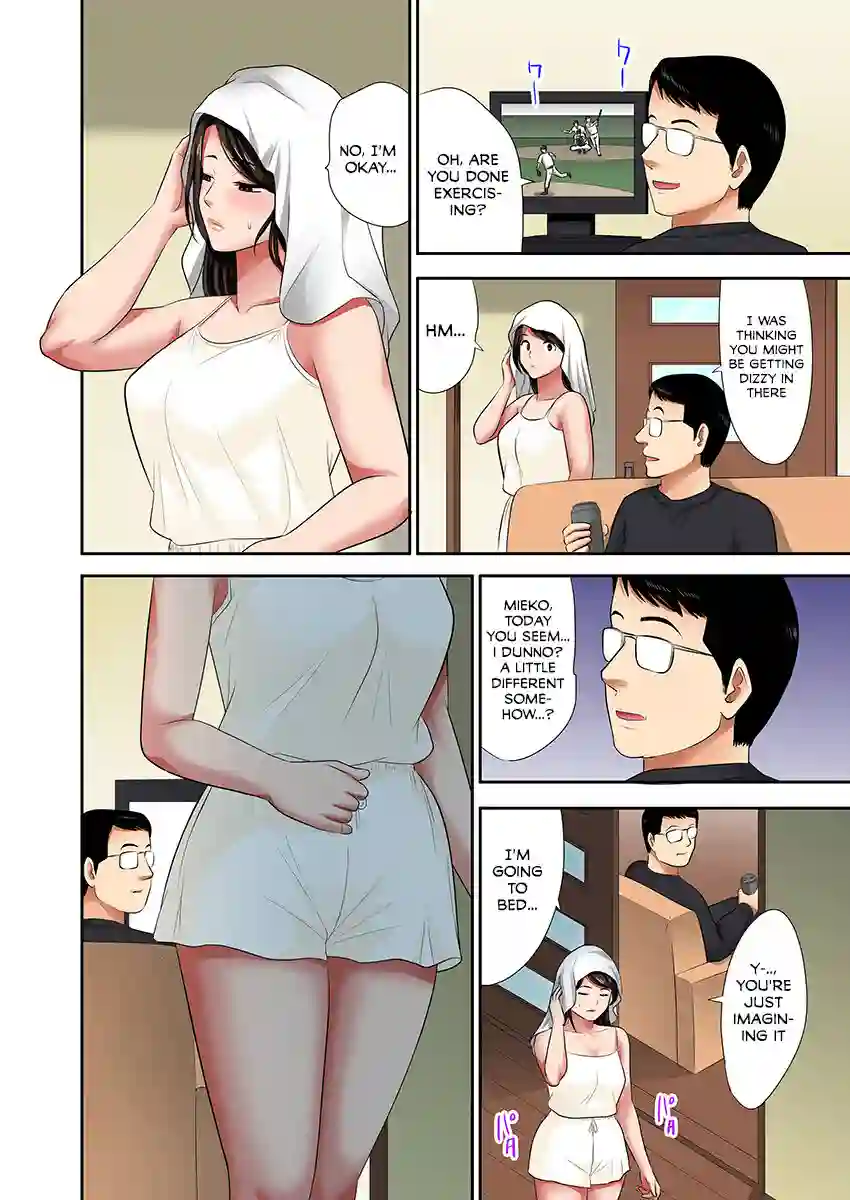 OH, ARE
YOU DONE
EXERCIS-
ING?
ワー
ワー
NO, I'M
OKAY...
I WAS
THINKING
YOU MIGHT
BE GETTING
DIZZY IN
THERE
HM...
MIEKO,
TODAY
YOU SEEM...
I DUNNO?
A LITTLE
DIFFERENT
SOME-
HOW...?
Y-..,
YOU'RE
JUST
IMAGIN-
ING IT
I'M
GOING
TO
BED...
パタ
パタ